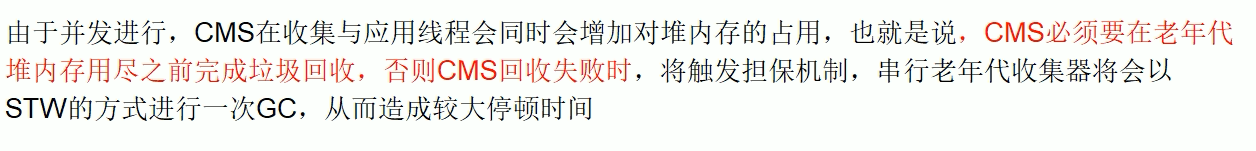 由于并发进行，CMS在收集与应用线程会同时会增加对堆内存的占用，也就是说，CMS必须要在老年代
堆内存用尽之前完成垃圾回收，否则CMS回收失败时，将触发担保机制，串行老年代收集器将会以
STW的方式进行一次GC，从而造成较大停顿时间